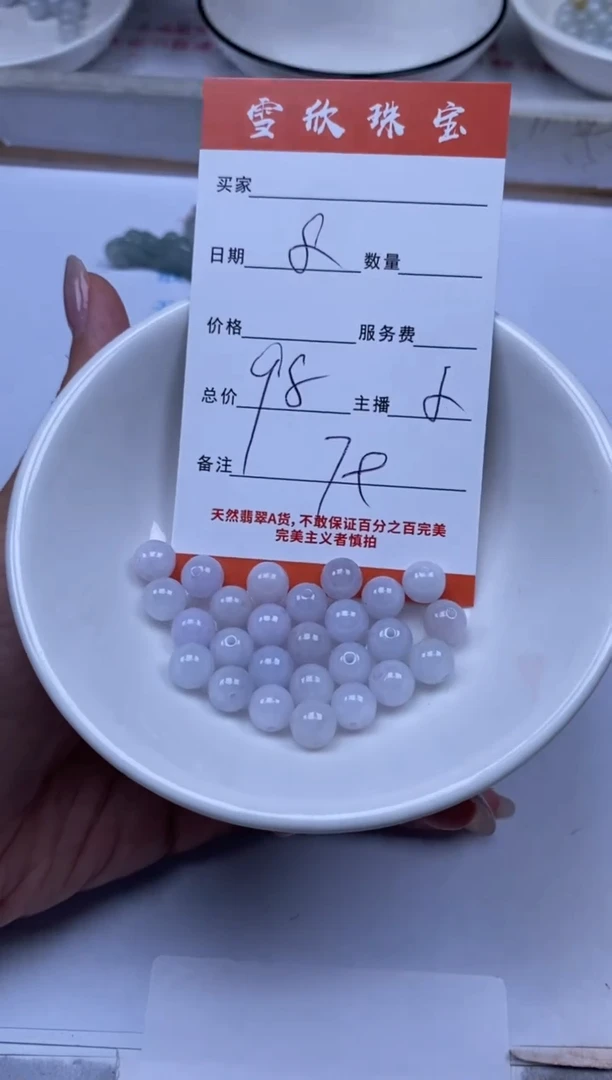 雪欣珠宝
买家
日期 8 数量
价格 服务费
总价 98 主播
备注
天然翡翠A货，不敢保证百分之百完美
完美主义者慎拍